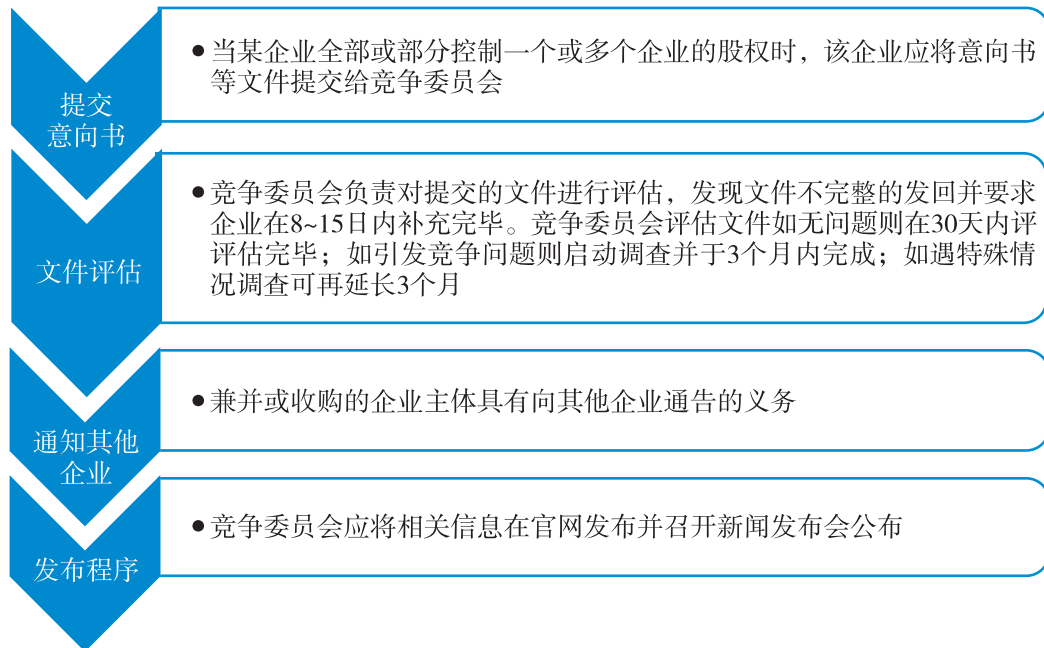 提交
意向书
●当某企业全部或部分控制一个或多个企业的股权时，该企业应将意向书
等文件提交给竞争委员会
文件评估
●竞争委员会负责对提交的文件进行评估，发现文件不完整的发回并要求
企业在8~15日内补充完毕。竞争委员会评估文件如无问题则在30天内评
评估完毕；如引发竞争问题则启动调查并于3个月内完成；如遇特殊情
况调查可再延长3个月
通知其他
企业
●兼并或收购的企业主体具有向其他企业通告的义务
发布程序
●竞争委员会应将相关信息在官网发布并召开新闻发布会公布